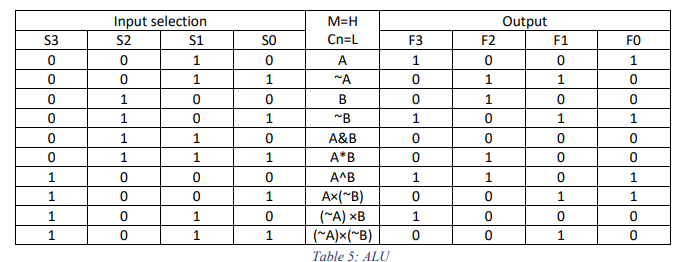 Input selection M=H Output
S3 S2 S1 S0 Cn=L F3 F2 F1 F0
0 0 1 0 A 1 0 0 1
0 0 1 1 ~A 0 1 1 0
0 1 0 0 B 0 1 0 0
0 1 0 1 ~B 1 0 1 1
0 1 1 0 A&B 0 0 0 0
0 1 1 1 A*B 0 1 0 0
1 0 0 0 A^B 1 1 0 1
1 0 0 1 A×(~B) 0 0 1 1
1 0 1 0 (~A) ×B 1 0 0 0
1 0 1 1 (~A)×(~B) 0 0 1 0
Table 5: ALU